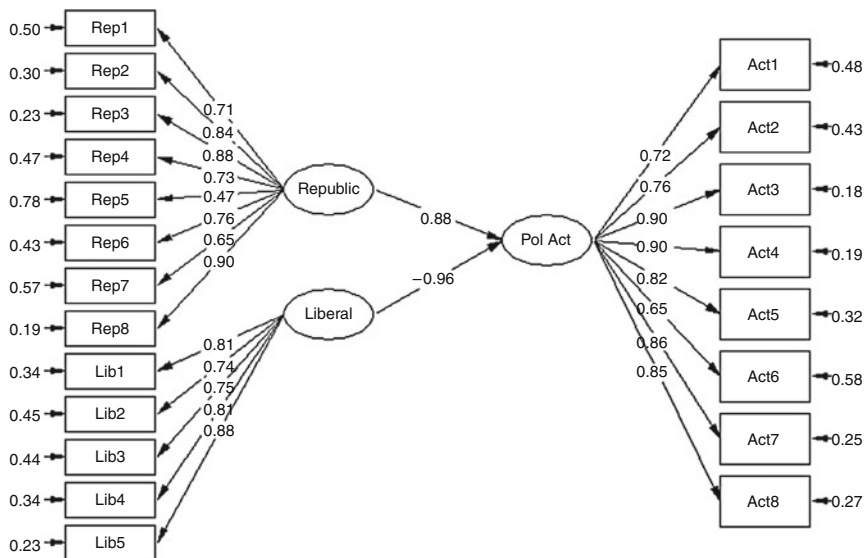 0.50 Rep1
0.30 Rep2
0.23 Rep3
0.47 Rep4
0.78 Rep5
0.43 Rep6
0.57 Rep7
0.19 Rep8
0.34 Lib1
0.45 Lib2
0.44 Lib3
0.34 Lib4
0.23 Lib5
0.71
0.84
0.88
0.73
0.47
0.76
0.65
0.90
0.81
0.74
0.75
0.81
0.88
Republic
Liberal
0.88
−0.96
Pol Act
0.72
0.76
0.90
0.90
0.82
0.65
0.86
0.85
Act1 0.48
Act2 0.43
Act3 0.18
Act4 0.19
Act5 0.32
Act6 0.58
Act7 0.25
Act8 0.27